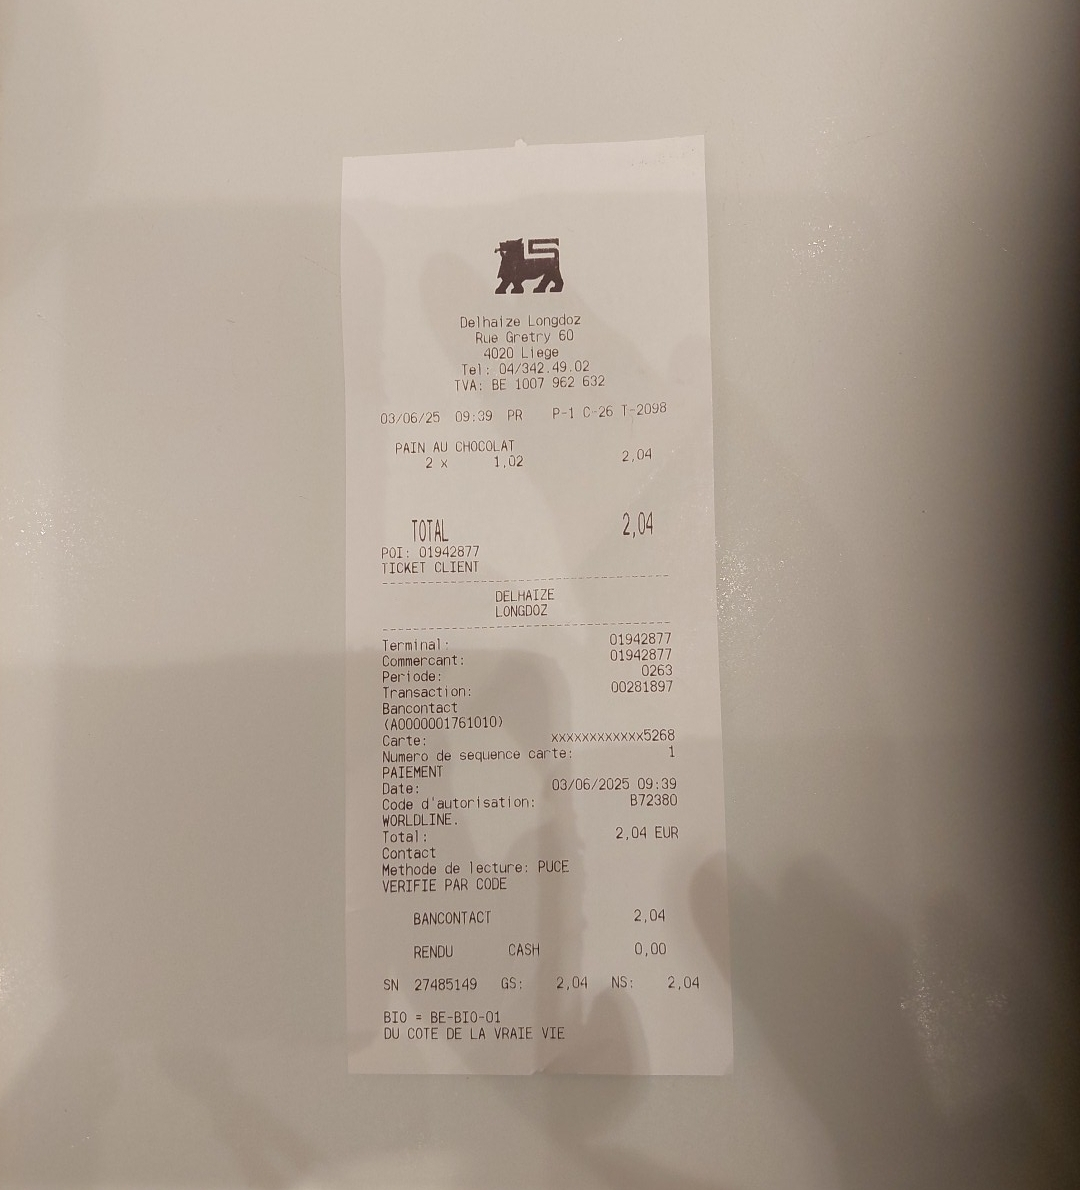 Delhaize Longdoz
Rue Gretry 60
4020 Liege
Tel: 04/342.49.02
TVA: BE 1007 962 632
03/06/25 09:39 PR P-1 C-26 T-2098
PAIN AU CHOCOLAT
2 x 1,02 2,04
TOTAL 2,04
POI: 01942877
TICKET CLIENT
DELHAIZE
LONGDOZ
Terminal: 01942877
Commercant: 01942877
Periode: 0263
Transaction: 00281897
Bancontact
(A0000001761010)
Carte: xxxxxxxxxxxx5268
Numero de sequence carte: 1
PAIEMENT
Date: 03/06/2025 09:39
Code d'autorisation: B72380
WORLDLINE.
Total: 2,04 EUR
Contact
Methode de lecture: PUCE
VERIFIE PAR CODE
BANCONTACT 2,04
RENDU CASH 0,00
SN 27485149 GS: 2,04 NS: 2,04
BIO = BE-BIO-01
DU COTE DE LA VRAIE VIE